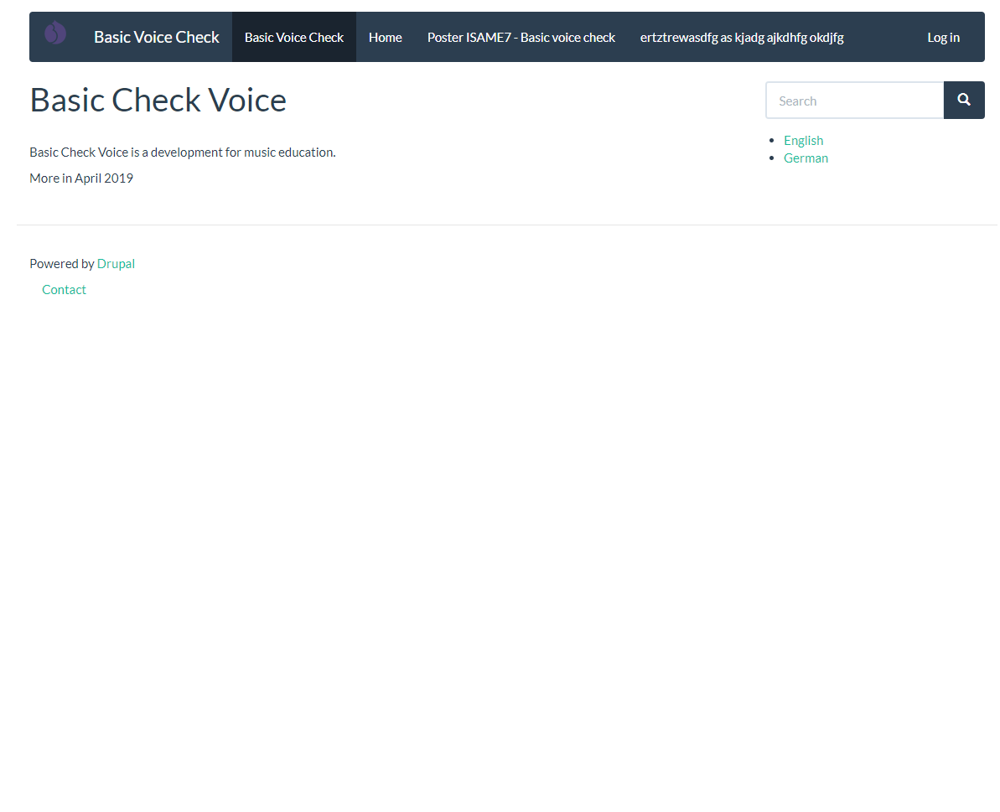 Basic Voice Check
Basic Voice Check
Home
Poster ISAME7 - Basic voice check
ertztrewasdfg as kjadg ajkdhfg okdjfg
Log in
Basic Check Voice
Search
Basic Check Voice is a development for music education.
More in April 2019
English
German
Powered by Drupal
Contact